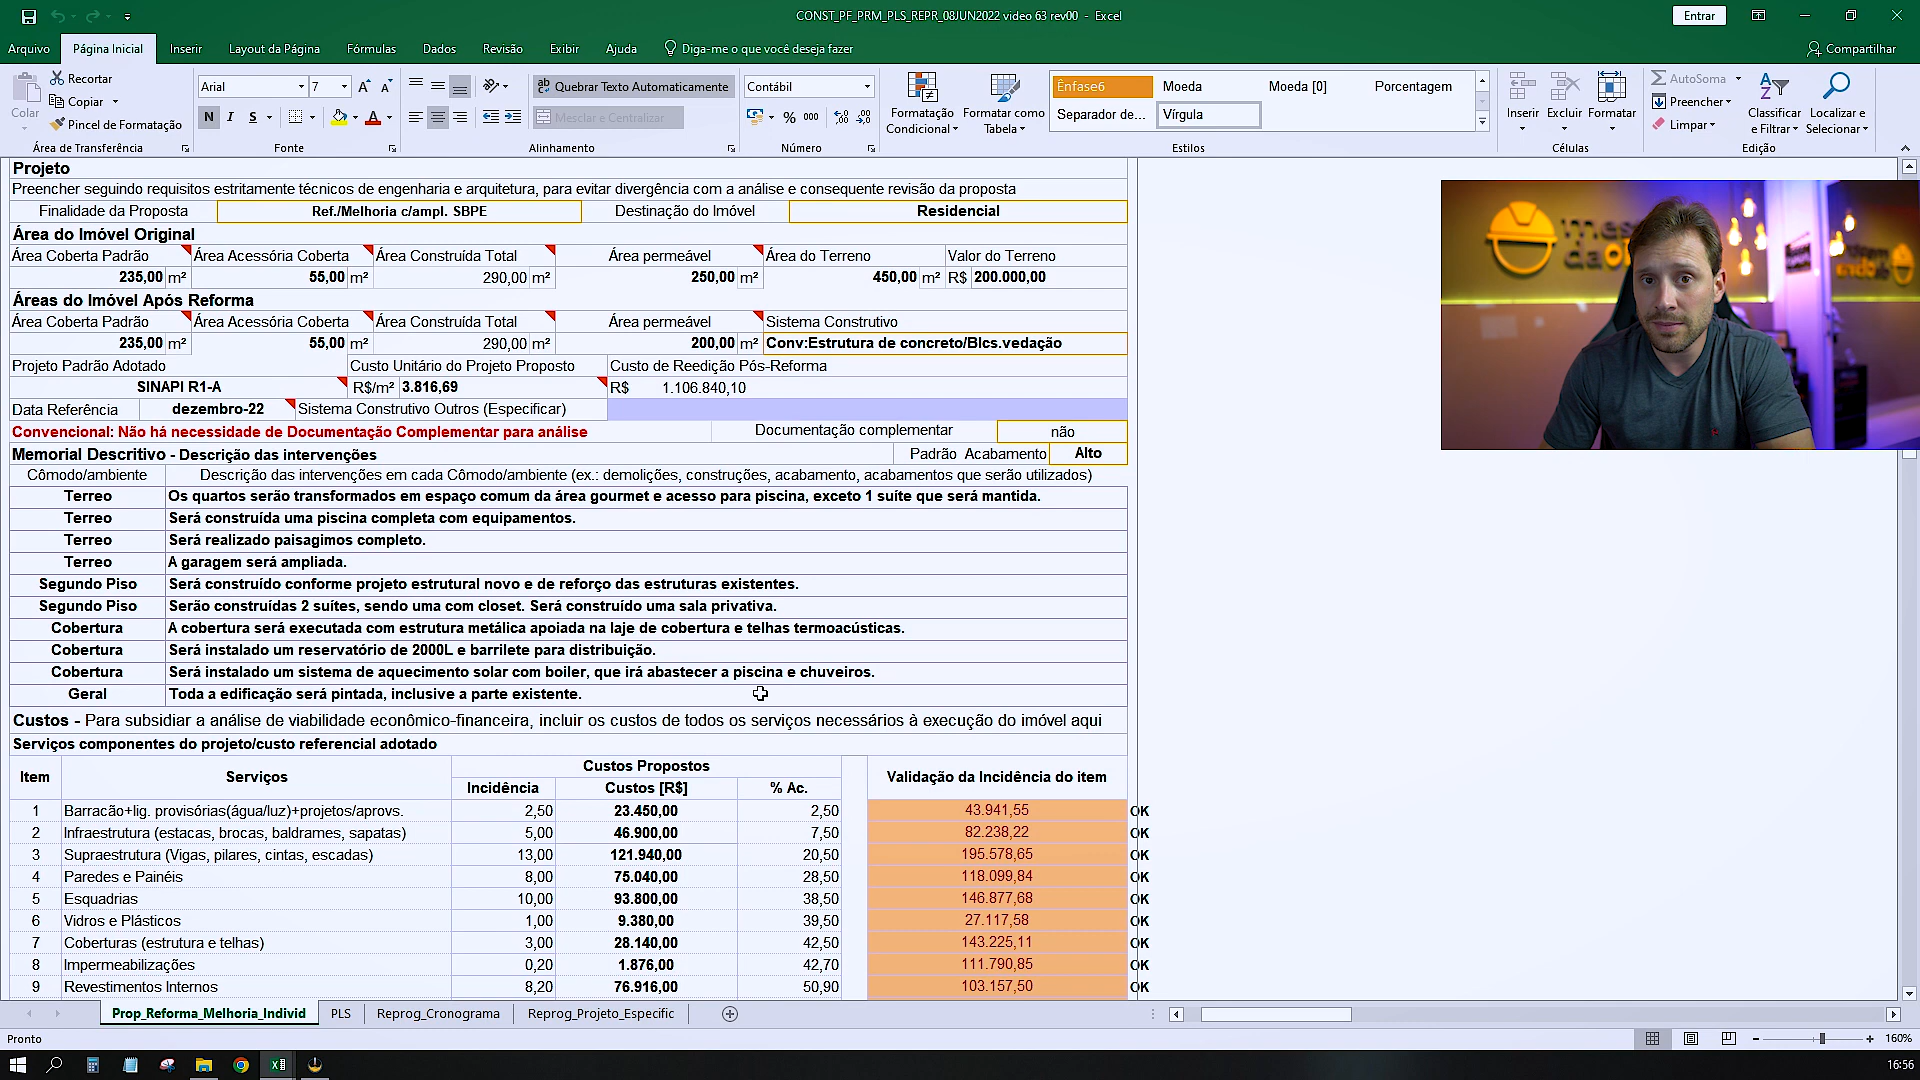 CONST_PF_PRM_PLS_REPR_08JUN2022 video 63 rev00 - Excel
Entrar
Arquivo Página Inicial Inserir Layout da Página Fórmulas Dados Revisão Exibir Ajuda Diga-me o que você deseja fazer Compartilhar
Colar
Recortar
Copiar
Pincel de Formatação
Área de Transferência
Arial 7
N I S
Fonte
Quebrar Texto Automaticamente
Mesclar e Centralizar
Alinhamento
Contábil
% 000
Número
Formatação Condicional
Formatar como Tabela
Ênfase6 Moeda Moeda [0] Porcentagem
Separador de... Vírgula
Estilos
Inserir Excluir Formatar
Células
AutoSoma
Preencher
Limpar
Classificar e Filtrar
Localizar e Selecionar
Edição
Projeto
Preencher seguindo requisitos estritamente técnicos de engenharia e arquitetura, para evitar divergência com a análise e consequente revisão da proposta
Finalidade da Proposta Ref./Melhoria c/ampl. SBPE Destinação do Imóvel Residencial
Área do Imóvel Original
Área Coberta Padrão Área Acessória Coberta Área Construída Total Área permeável Área do Terreno Valor do Terreno
235,00 m² 55,00 m² 290,00 m² 250,00 m² 450,00 m² R$ 200.000,00
Áreas do Imóvel Após Reforma
Área Coberta Padrão Área Acessória Coberta Área Construída Total Área permeável Sistema Construtivo
235,00 m² 55,00 m² 290,00 m² 200,00 m² Conv:Estrutura de concreto/Blcs.vedação
Projeto Padrão Adotado Custo Unitário do Projeto Proposto Custo de Reedição Pós-Reforma
SINAPI R1-A R$/m² 3.816,69 R$ 1.106.840,10
Data Referência dezembro-22 Sistema Construtivo Outros (Especificar)
Convencional: Não há necessidade de Documentação Complementar para análise Documentação complementar não
Memorial Descritivo - Descrição das intervenções Padrão Acabamento Alto
Cômodo/ambiente Descrição das intervenções em cada Cômodo/ambiente (ex.: demolições, construções, acabamento, acabamentos que serão utilizados)
Terreo Os quartos serão transformados em espaço comum da área gourmet e acesso para piscina, exceto 1 suíte que será mantida.
Terreo Será construída uma piscina completa com equipamentos.
Terreo Será realizado paisagimos completo.
Terreo A garagem será ampliada.
Segundo Piso Será construído conforme projeto estrutural novo e de reforço das estruturas existentes.
Segundo Piso Serão construídas 2 suítes, sendo uma com closet. Será construído uma sala privativa.
Cobertura A cobertura será executada com estrutura metálica apoiada na laje de cobertura e telhas termoacústicas.
Cobertura Será instalado um reservatório de 2000L e barrilete para distribuição.
Cobertura Será instalado um sistema de aquecimento solar com boiler, que irá abastecer a piscina e chuveiros.
Geral Toda a edificação será pintada, inclusive a parte existente.
Custos - Para subsidiar a análise de viabilidade econômico-financeira, incluir os custos de todos os serviços necessários à execução do imóvel aqui
Serviços componentes do projeto/custo referencial adotado
Item Serviços Custos Propostos Validação da Incidência do item
Incidência Custos [R$] % Ac.
1 Barracão+lig. provisórias(água/luz)+projetos/aprovs. 2,50 23.450,00 2,50 43.941,55 OK
2 Infraestrutura (estacas, brocas, baldrames, sapatas) 5,00 46.900,00 7,50 82.238,22 OK
3 Supraestrutura (Vigas, pilares, cintas, escadas) 13,00 121.940,00 20,50 195.578,65 OK
4 Paredes e Painéis 8,00 75.040,00 28,50 118.099,84 OK
5 Esquadrias 10,00 93.800,00 38,50 146.877,68 OK
6 Vidros e Plásticos 1,00 9.380,00 39,50 27.117,58 OK
7 Coberturas (estrutura e telhas) 3,00 28.140,00 42,50 143.225,11 OK
8 Impermeabilizações 0,20 1.876,00 42,70 111.790,85 OK
9 Revestimentos Internos 8,20 76.916,00 50,90 103.157,50 OK
Prop_Reforma_Melhoria_Individ PLS Reprog_Cronograma Reprog_Projeto_Especific
Pronto
160%
16:56